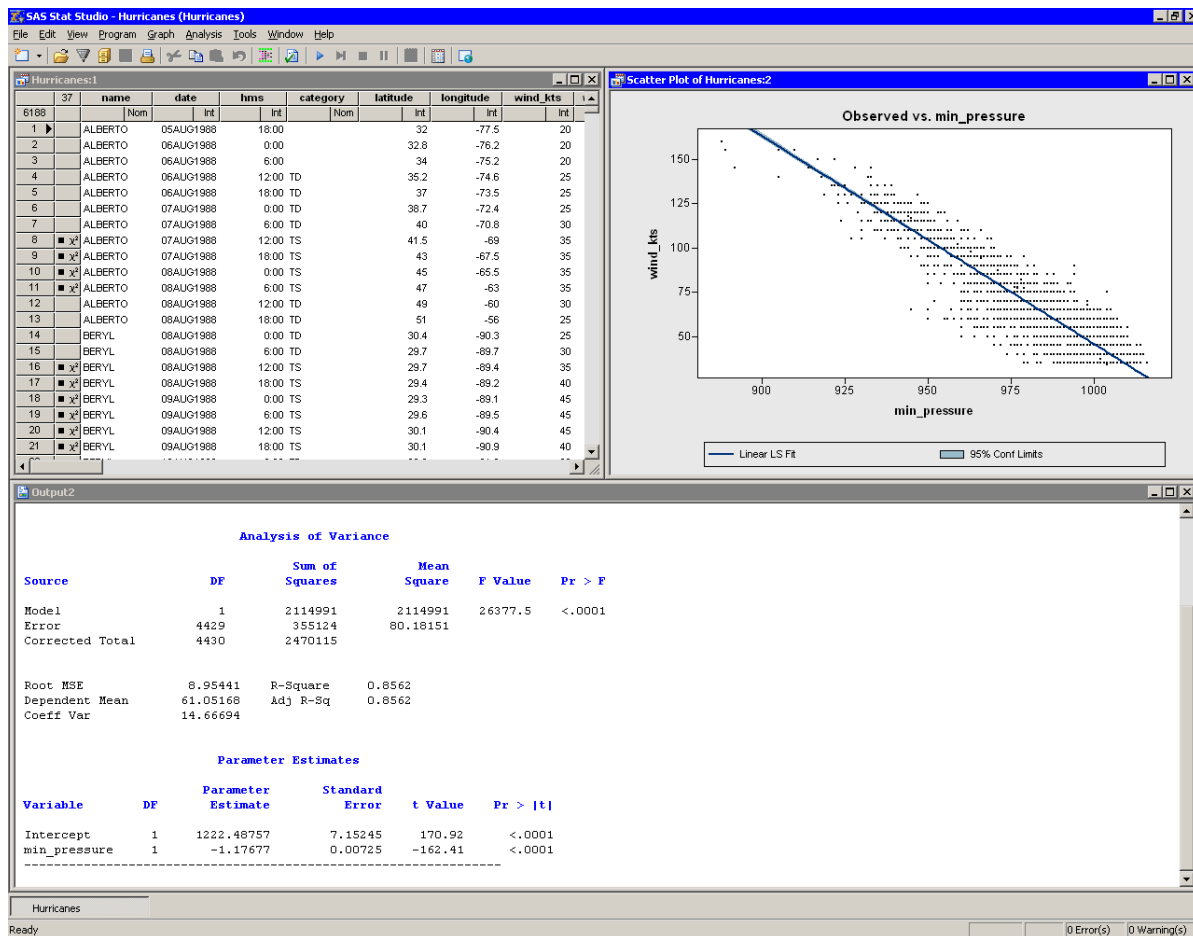 SAS Stat Studio - Hurricanes (Hurricanes)
File Edit View Program Graph Analysis Tools Window Help
Hurricanes:1
37 name date hms category latitude longitude wind_kts
6188 Nom Int Int Nom Int Int Int
1 ALBERTO 05AUG1988 18:00 32 -77.5 20
2 ALBERTO 06AUG1988 0:00 32.8 -76.2 20
3 ALBERTO 06AUG1988 6:00 34 -75.2 20
4 ALBERTO 06AUG1988 12:00 TD 35.2 -74.6 25
5 ALBERTO 06AUG1988 18:00 TD 37 -73.5 25
6 ALBERTO 07AUG1988 0:00 TD 38.7 -72.4 25
7 ALBERTO 07AUG1988 6:00 TD 40 -70.8 30
8 χ² ALBERTO 07AUG1988 12:00 TS 41.5 -69 35
9 χ² ALBERTO 07AUG1988 18:00 TS 43 -67.5 35
10 χ² ALBERTO 08AUG1988 0:00 TS 45 -65.5 35
11 χ² ALBERTO 08AUG1988 6:00 TS 47 -63 35
12 ALBERTO 08AUG1988 12:00 TD 49 -60 30
13 ALBERTO 08AUG1988 18:00 TD 51 -56 25
14 BERYL 08AUG1988 0:00 TD 30.4 -90.3 25
15 BERYL 08AUG1988 6:00 TD 29.7 -89.7 30
16 χ² BERYL 08AUG1988 12:00 TS 29.7 -89.4 35
17 χ² BERYL 08AUG1988 18:00 TS 29.4 -89.2 40
18 χ² BERYL 09AUG1988 0:00 TS 29.3 -89.1 45
19 χ² BERYL 09AUG1988 6:00 TS 29.6 -89.5 45
20 χ² BERYL 09AUG1988 12:00 TS 30.1 -90.4 45
21 χ² BERYL 09AUG1988 18:00 TS 30.1 -90.9 40
Scatter Plot of Hurricanes:2
Observed vs. min_pressure
wind_kts
150
125
100
75
50
900 925 950 975 1000
min_pressure
Linear LS Fit 95% Conf Limits
Output2
Analysis of Variance
Sum of Mean
Source DF Squares Square F Value Pr > F
Model 1 2114991 2114991 26377.5 <.0001
Error 4429 355124 80.18151
Corrected Total 4430 2470115
Root MSE 8.95441 R-Square 0.8562
Dependent Mean 61.05168 Adj R-Sq 0.8562
Coeff Var 14.66694
Parameter Estimates
Parameter Standard
Variable DF Estimate Error t Value Pr > |t|
Intercept 1 1222.48757 7.15245 170.92 <.0001
min_pressure 1 -1.17677 0.00725 -162.41 <.0001
Hurricanes
Ready 0 Error(s) 0 Warning(s)